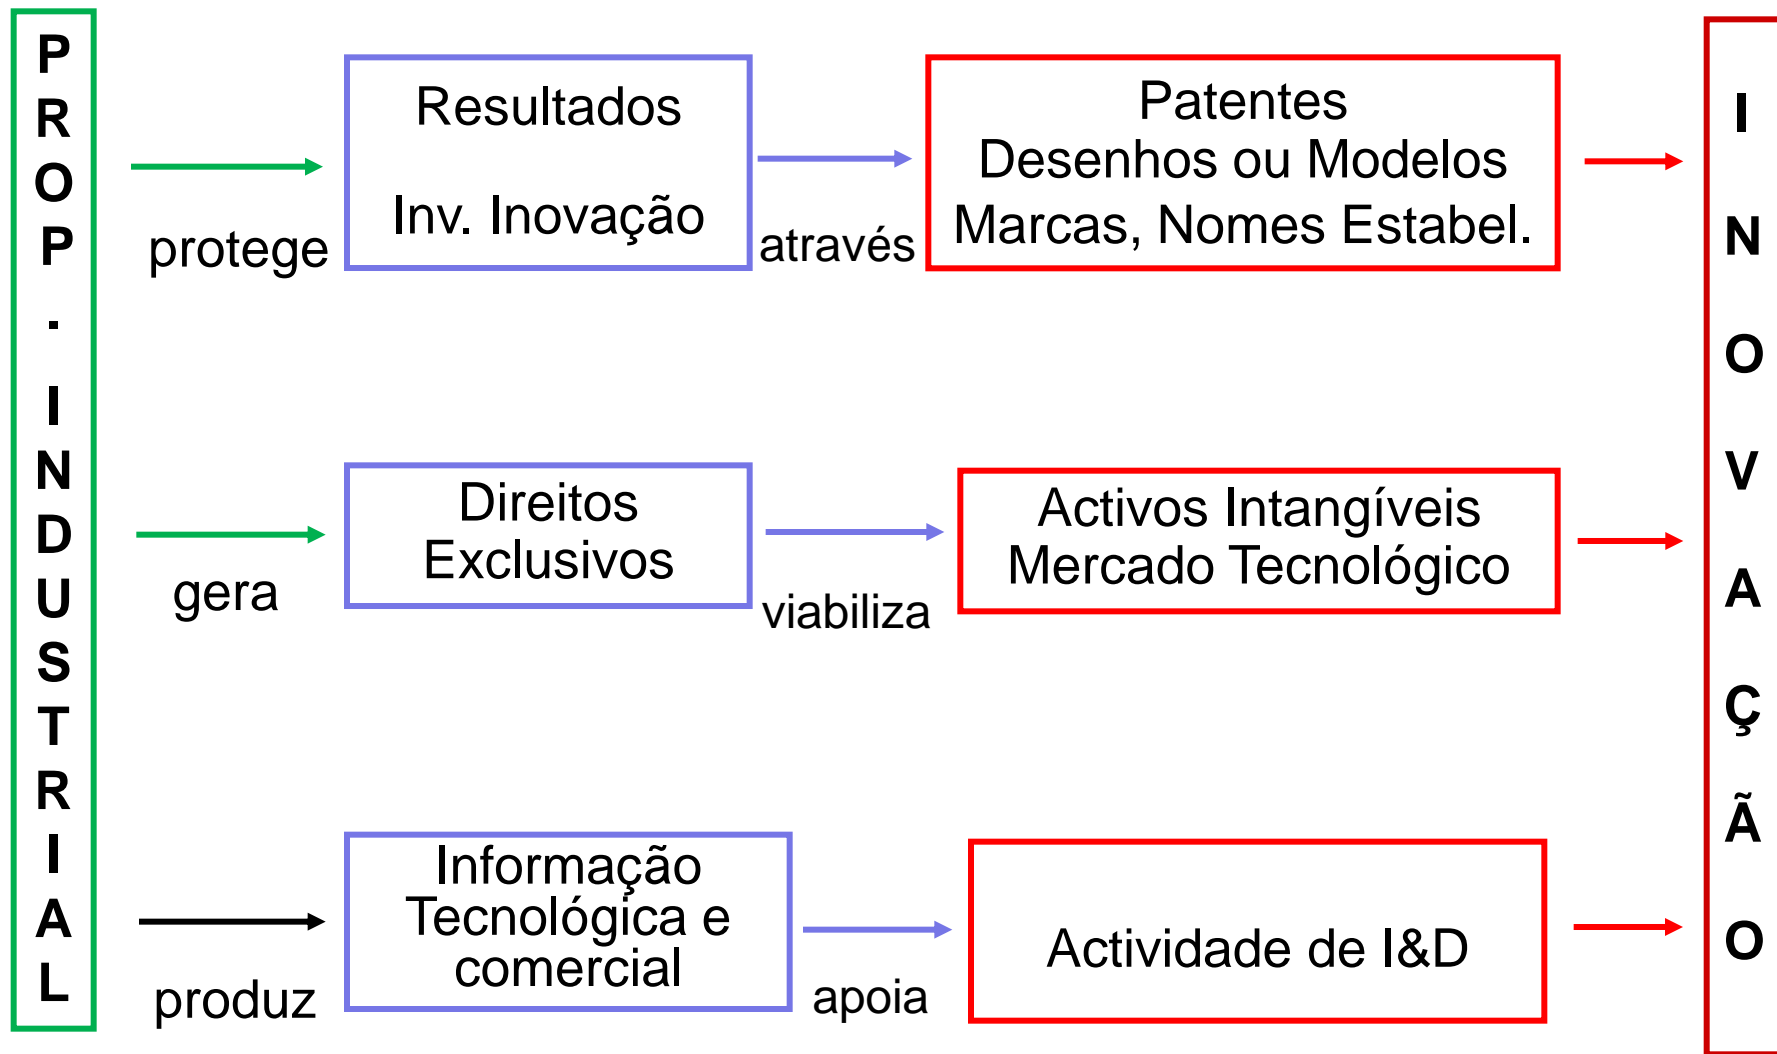 PROP. INDUSTRIAL
protege
Resultados
Inv. Inovação
através
Patentes
Desenhos ou Modelos
Marcas, Nomes Estabel.
gera
Direitos
Exclusivos
viabiliza
Activos Intangíveis
Mercado Tecnológico
produz
Informação
Tecnológica e
comercial
apoia
Actividade de I&D
INOVAÇÃO